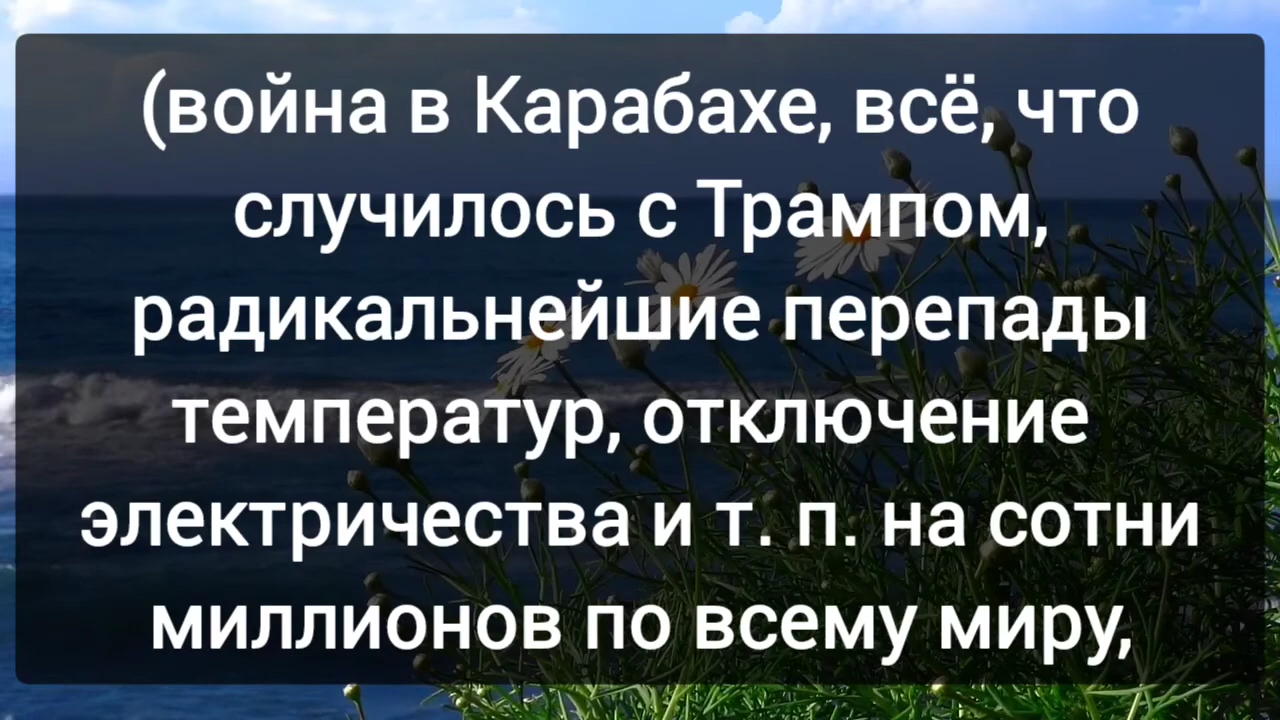 (война в Карабахе, всё, что
случилось с Трампом,
радикальнейшие перепады
температур, отключение
электричества и т. п. на сотни
миллионов по всему миру,